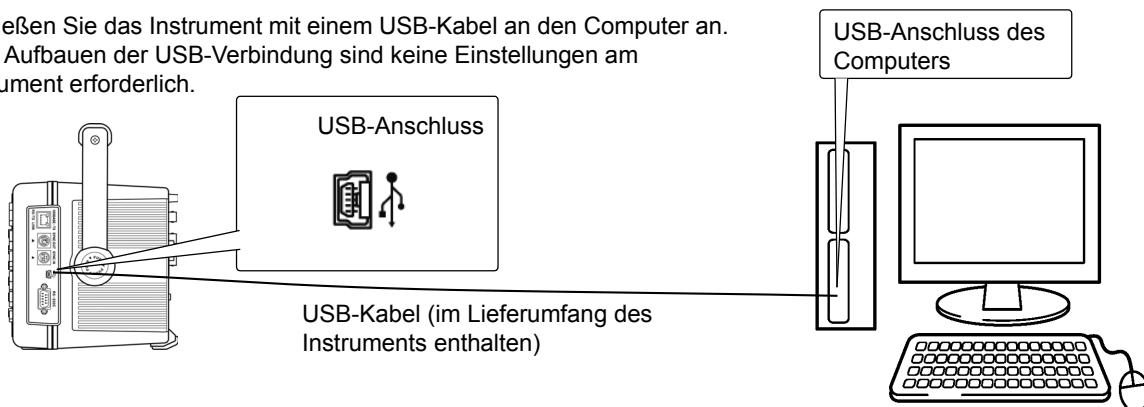 eßen Sie das Instrument mit einem USB-Kabel an den Computer an.
Aufbauen der USB-Verbindung sind keine Einstellungen am
ument erforderlich.
USB-Anschluss des
Computers
USB-Anschluss
USB-Kabel (im Lieferumfang des
Instruments enthalten)